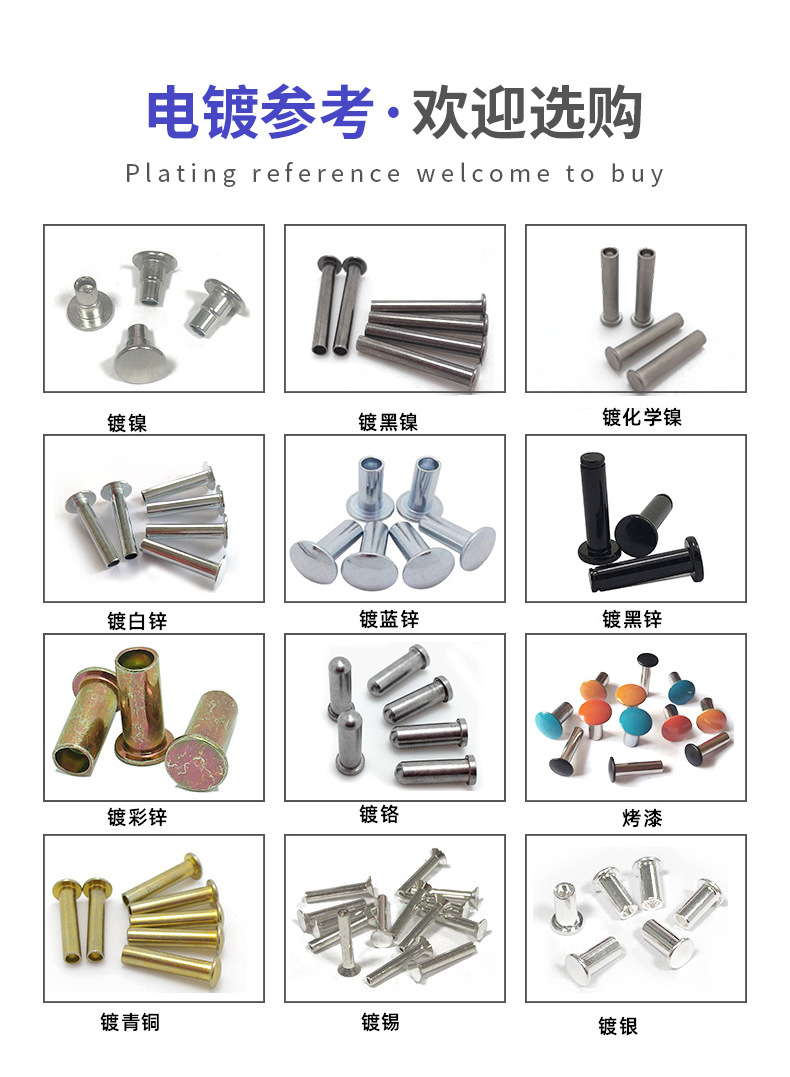 电镀参考·欢迎选购
Plating reference welcome to buy
镀镍
镀黑镍
镀化学镍
镀白锌
镀蓝锌
镀黑锌
镀彩锌
镀铬
烤漆
镀青铜
镀锡
镀银